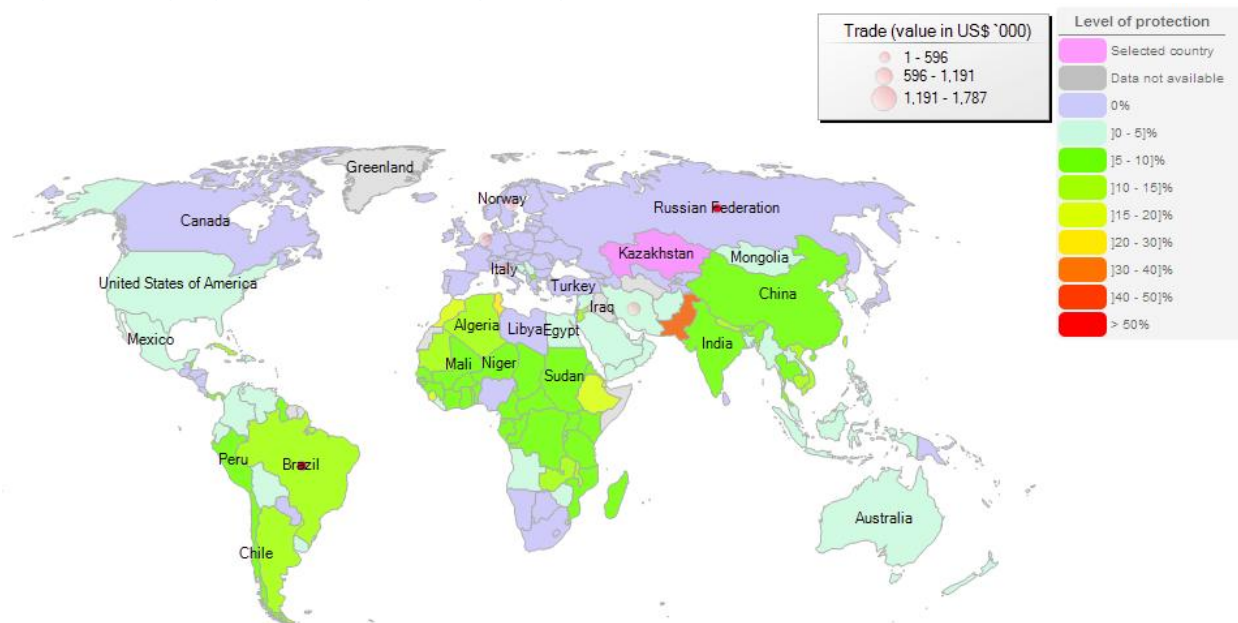 Trade (value in US$ `000)
1 - 596
596 - 1,191
1,191 - 1,787
Level of protection
Selected country
Data not available
0%
]0 - 5]%
]5 - 10]%
]10 - 15]%
]15 - 20]%
]20 - 30]%
]30 - 40]%
]40 - 50]%
> 50%
Greenland
Norway
Canada
Russian Federation
Kazakhstan
Mongolia
Italy
United States of America
Turkey
China
Iraq
Mexico
Algeria
Libya
Egypt
India
Mali
Niger
Sudan
Peru
Brazil
Australia
Chile